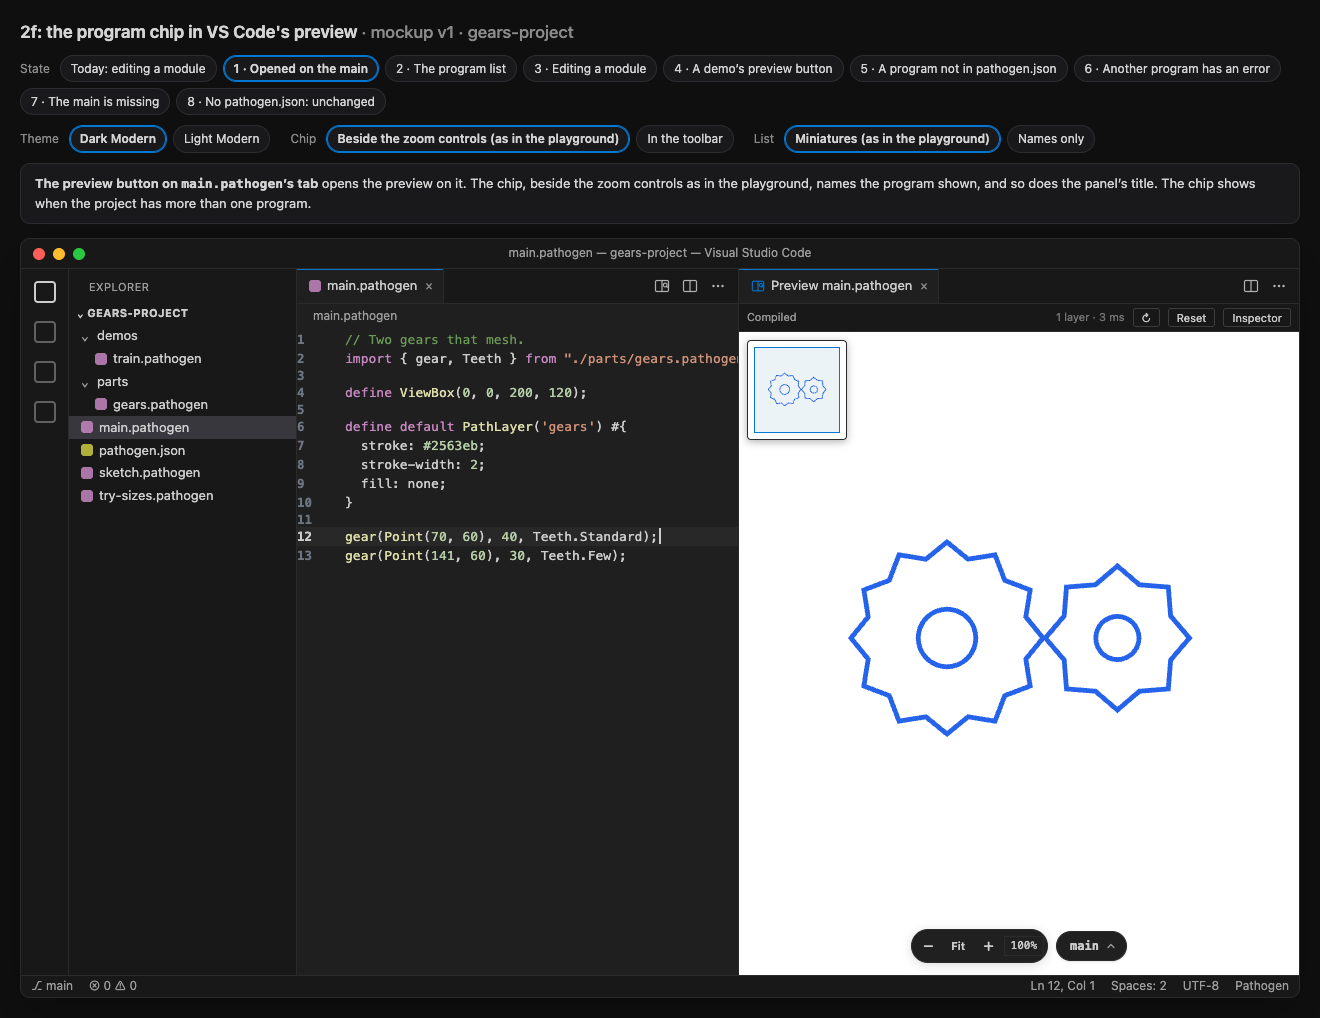 2f: the program chip in VS Code's preview · mockup v1 · gears-project
State Today: editing a module 1 · Opened on the main 2 · The program list 3 · Editing a module 4 · A demo's preview button 5 · A program not in pathogen.json 6 · Another program has an error
7 · The main is missing 8 · No pathogen.json: unchanged
Theme Dark Modern Light Modern Chip Beside the zoom controls (as in the playground) In the toolbar List Miniatures (as in the playground) Names only
The preview button on main.pathogen's tab opens the preview on it. The chip, beside the zoom controls as in the playground, names the program shown, and so does the panel's title. The chip shows
when the project has more than one program.
main.pathogen — gears-project — Visual Studio Code
EXPLORER
GEARS-PROJECT
demos
train.pathogen
parts
gears.pathogen
main.pathogen
pathogen.json
sketch.pathogen
try-sizes.pathogen
main.pathogen ×
main.pathogen
1 // Two gears that mesh.
2 import { gear, Teeth } from "./parts/gears.pathogen
3
4 define ViewBox(0, 0, 200, 120);
5
6 define default PathLayer('gears') #{
7 stroke: #2563eb;
8 stroke-width: 2;
9 fill: none;
10 }
11
12 gear(Point(70, 60), 40, Teeth.Standard);
13 gear(Point(141, 60), 30, Teeth.Few);
Preview main.pathogen ×
Compiled 1 layer · 3 ms Reset Inspector
− Fit + 100% main
main 0 0 Ln 12, Col 1 Spaces: 2 UTF-8 Pathogen